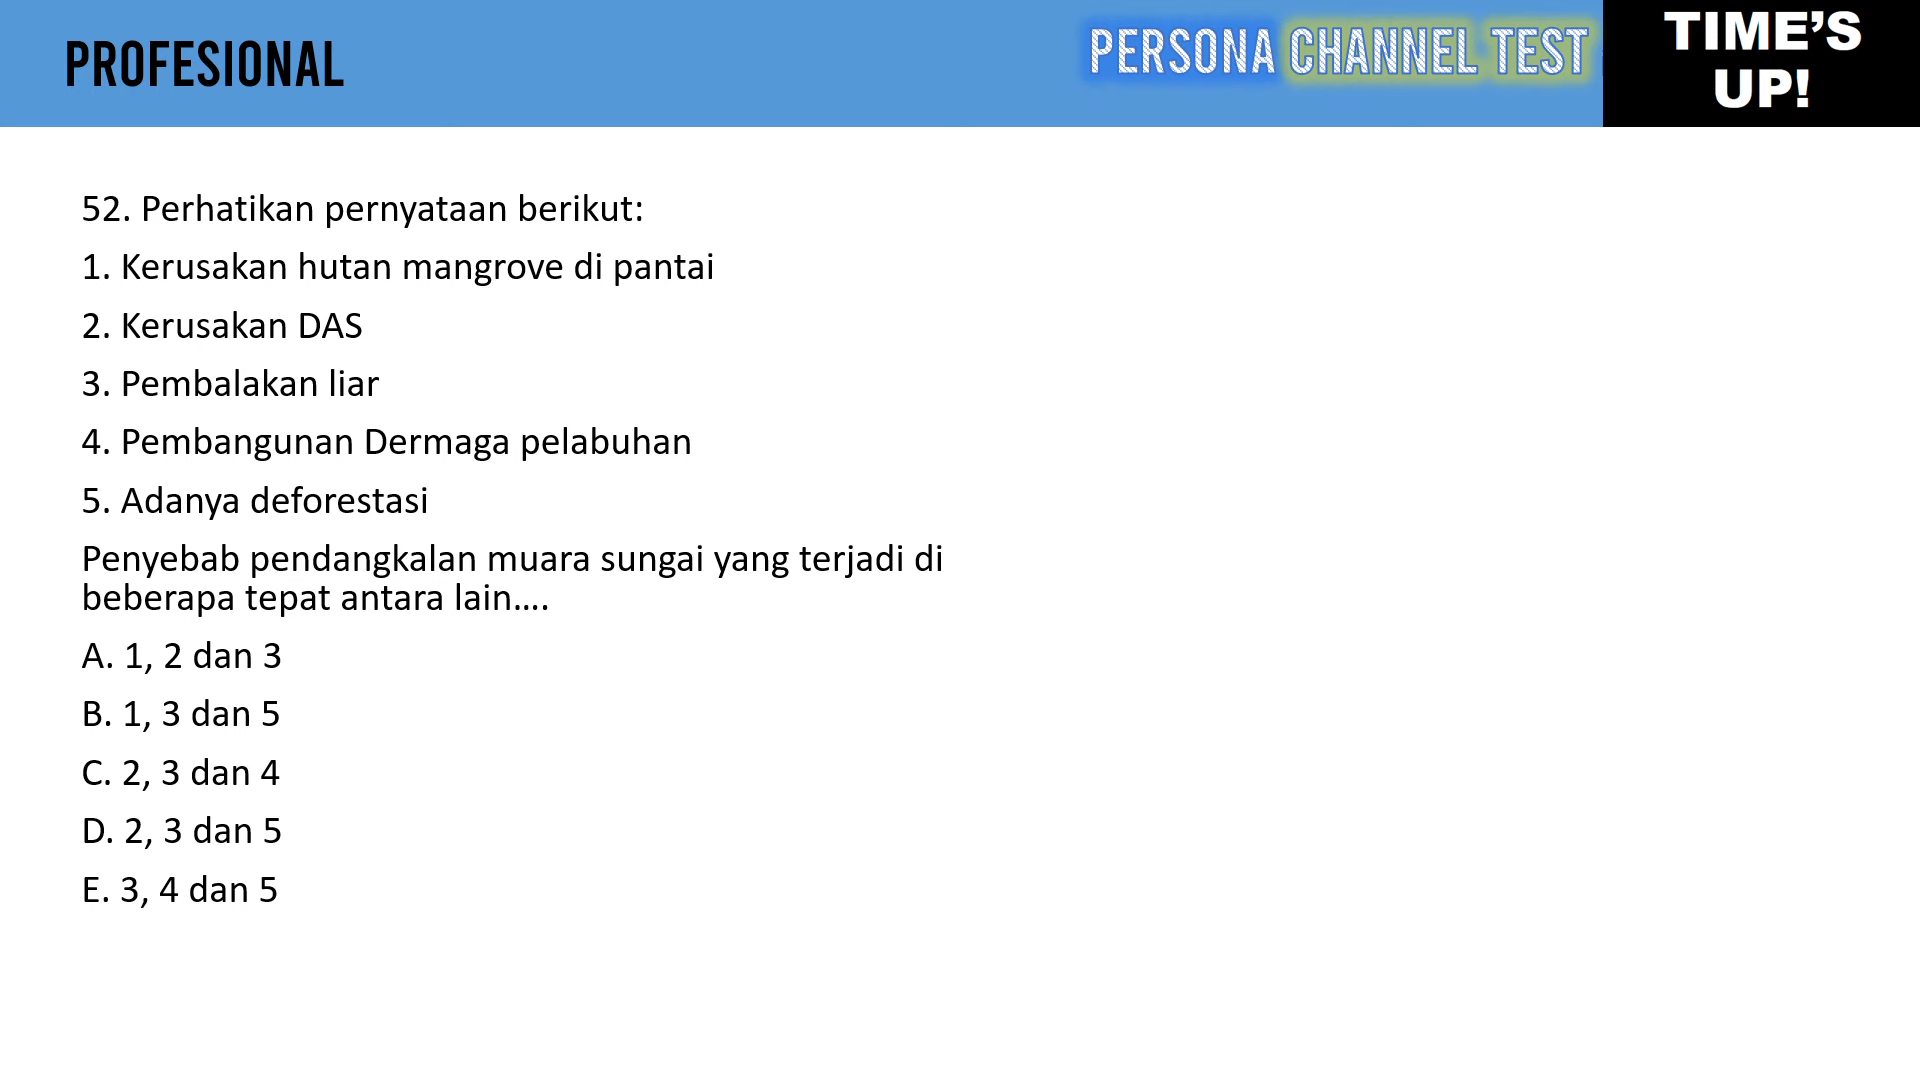 PROFESIONAL
PERSONA CHANNEL TEST
TIME'S
UP!
52. Perhatikan pernyataan berikut:
1. Kerusakan hutan mangrove di pantai
2. Kerusakan DAS
3. Pembalakan liar
4. Pembangunan Dermaga pelabuhan
5. Adanya deforestasi
Penyebab pendangkalan muara sungai yang terjadi di
beberapa tepat antara lain....
A. 1, 2 dan 3
B. 1, 3 dan 5
C. 2, 3 dan 4
D. 2, 3 dan 5
E. 3, 4 dan 5